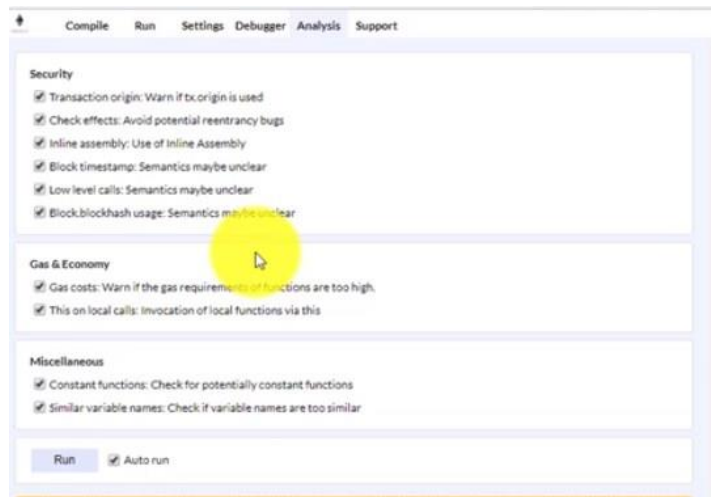 Compile Run Settings Debugger Analysis Support
Security
Transaction origin: Warn if tx.origin is used
Check effects: Avoid potential reentrancy bugs
Inline assembly: Use of Inline Assembly
Block timestamp: Semantics maybe unclear
Low level calls: Semantics maybe unclear
Block.blockhash usage: Semantics maybe unclear
Gas & Economy
Gas costs: Warn if the gas requirements of functions are too high.
This on local calls: Invocation of local functions via this
Miscellaneous
Constant functions: Check for potentially constant functions
Similar variable names: Check if variable names are too similar
Run Auto run